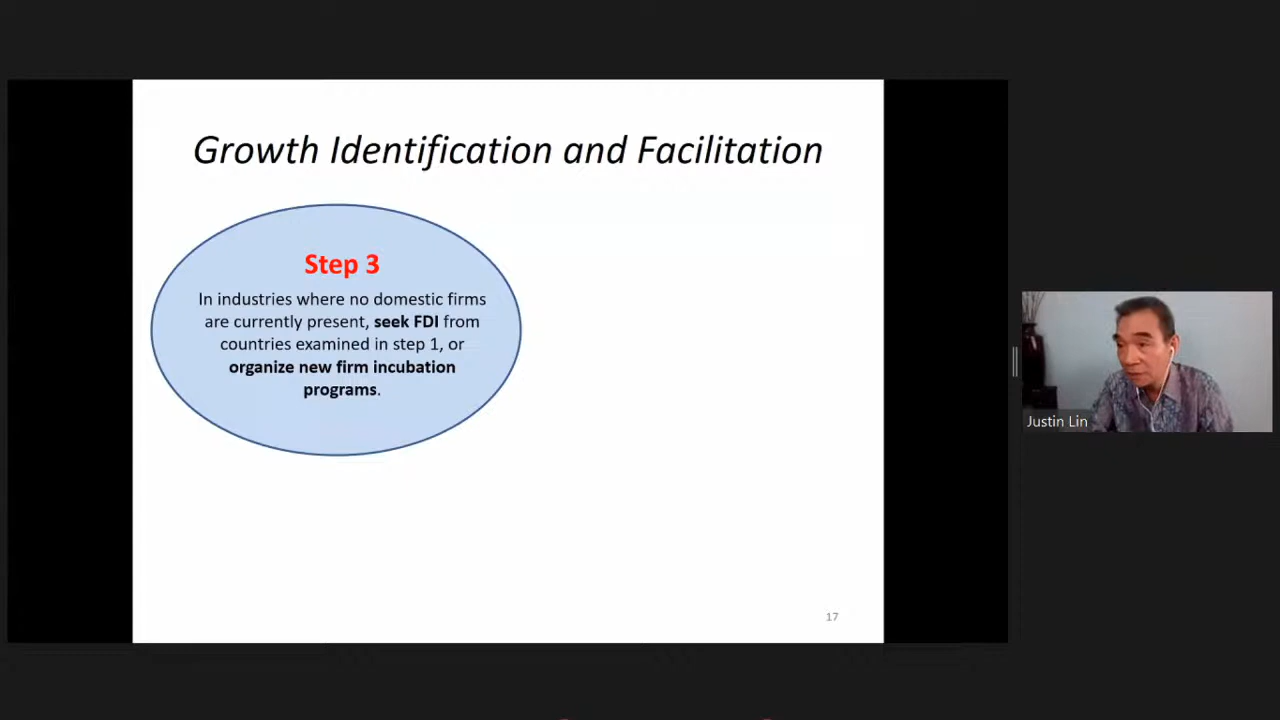 Growth Identification and Facilitation
Step 3
In industries where no domestic firms
are currently present, seek FDI from
countries examined in step 1, or
organize new firm incubation
programs.
17
Justin Lin